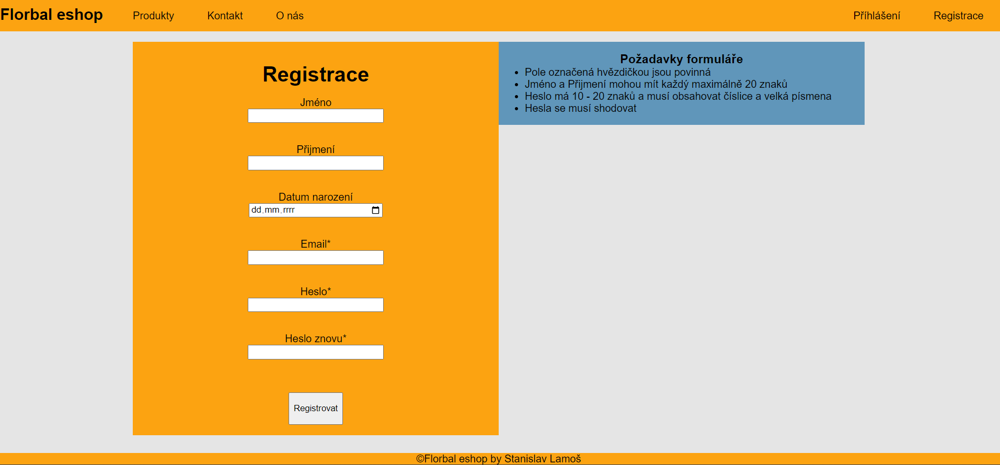 Florbal eshop
Produkty
Kontakt
O nás
Příhlášení
Registrace
Registrace
Jméno
Přijmení
Datum narození
dd.mm.rrrr
Email*
Heslo*
Heslo znovu*
Registrovat
Požadavky formuláře
• Pole označená hvězdičkou jsou povinná
• Jméno a Přijmení mohou mít každý maximálně 20 znaků
• Heslo má 10 - 20 znaků a musí obsahovat číslice a velká písmena
• Hesla se musí shodovat
©Florbal eshop by Stanislav Lamoš